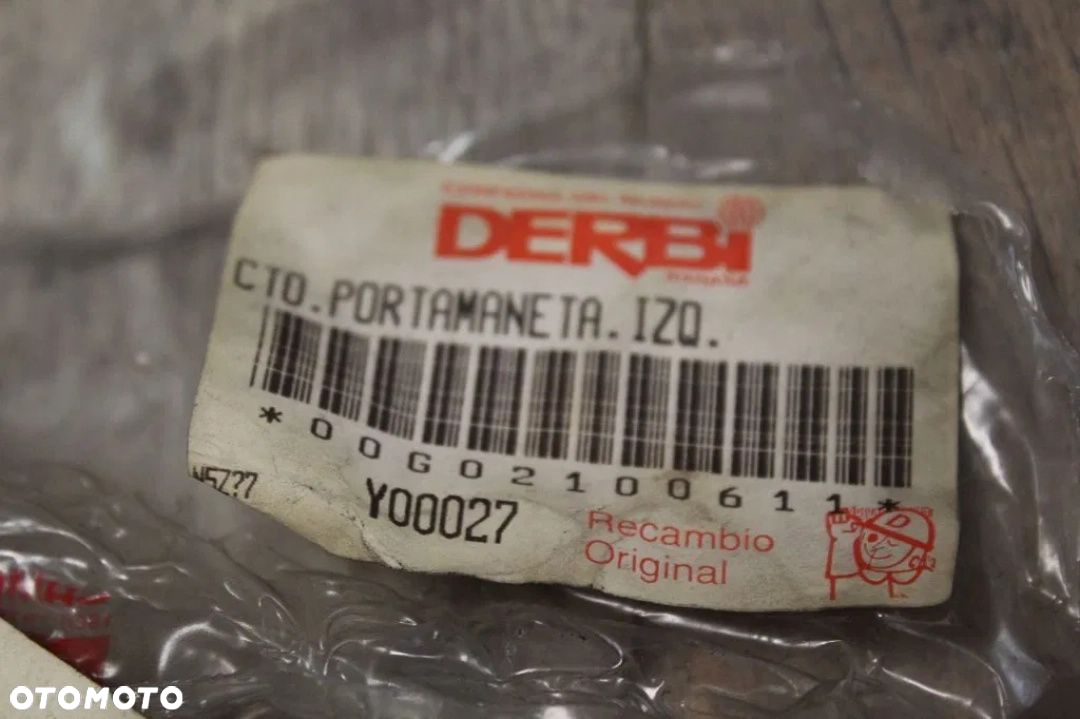 DERBI
CTO.PORTAMANETA.IZQ.
*00G02100611*
Y00027
Recambio
Original
OTOMOTO